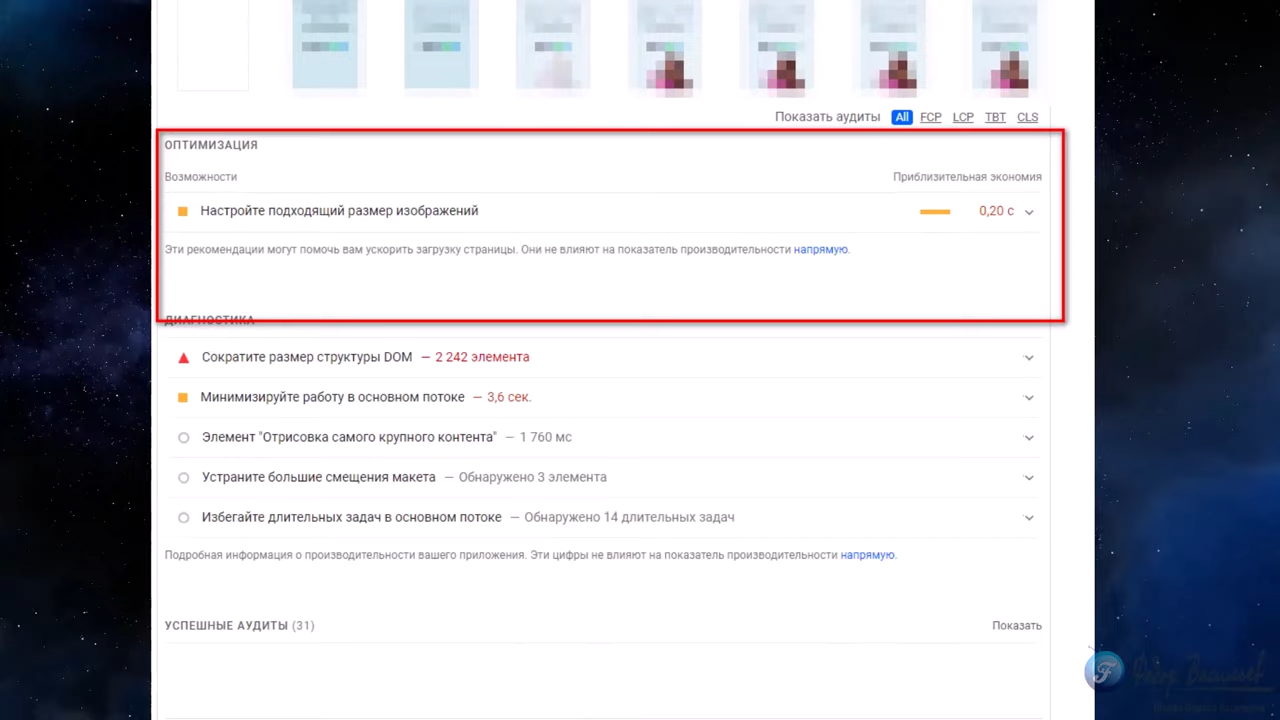 Показать аудиты All FCP LCP TBT CLS
ОПТИМИЗАЦИЯ
Возможности Приблизительная экономия
Настройте подходящий размер изображений 0,20 с
Эти рекомендации могут помочь вам ускорить загрузку страницы. Они не влияют на показатель производительности напрямую.
ДИАГНОСТИКА
Сократите размер структуры DOM — 2 242 элемента
Минимизируйте работу в основном потоке — 3,6 сек.
Элемент "Отрисовка самого крупного контента" — 1 760 мс
Устраните большие смещения макета — Обнаружено 3 элемента
Избегайте длительных задач в основном потоке — Обнаружено 14 длительных задач
Подробная информация о производительности вашего приложения. Эти цифры не влияют на показатель производительности напрямую.
УСПЕШНЫЕ АУДИТЫ (31) Показать
Федор Васильев